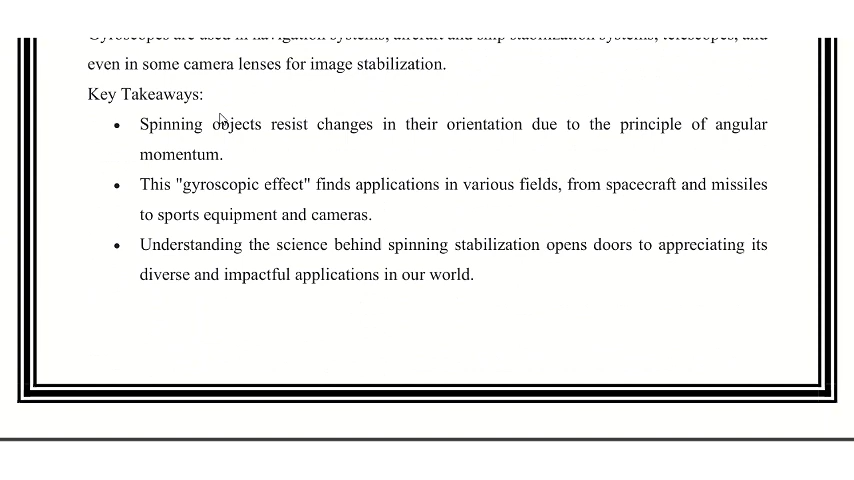 Gyroscopes are used in navigation systems, aircraft and ship stabilization systems, telescopes, and
even in some camera lenses for image stabilization.
Key Takeaways:
• Spinning objects resist changes in their orientation due to the principle of angular
momentum.
• This "gyroscopic effect" finds applications in various fields, from spacecraft and missiles
to sports equipment and cameras.
• Understanding the science behind spinning stabilization opens doors to appreciating its
diverse and impactful applications in our world.